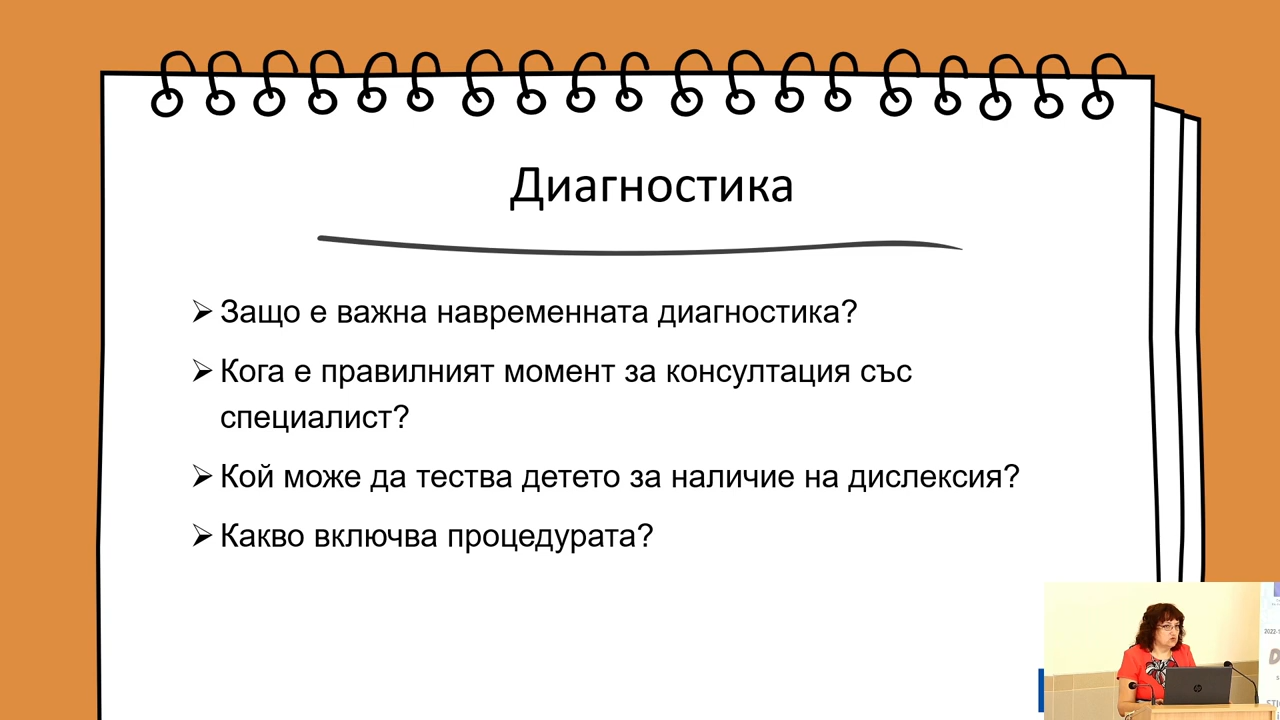 Диагностика
Защо е важна навременната диагностика?
Кога е правилният момент за консултация със
специалист?
Кой може да тества детето за наличие на дислексия?
Какво включва процедурата?